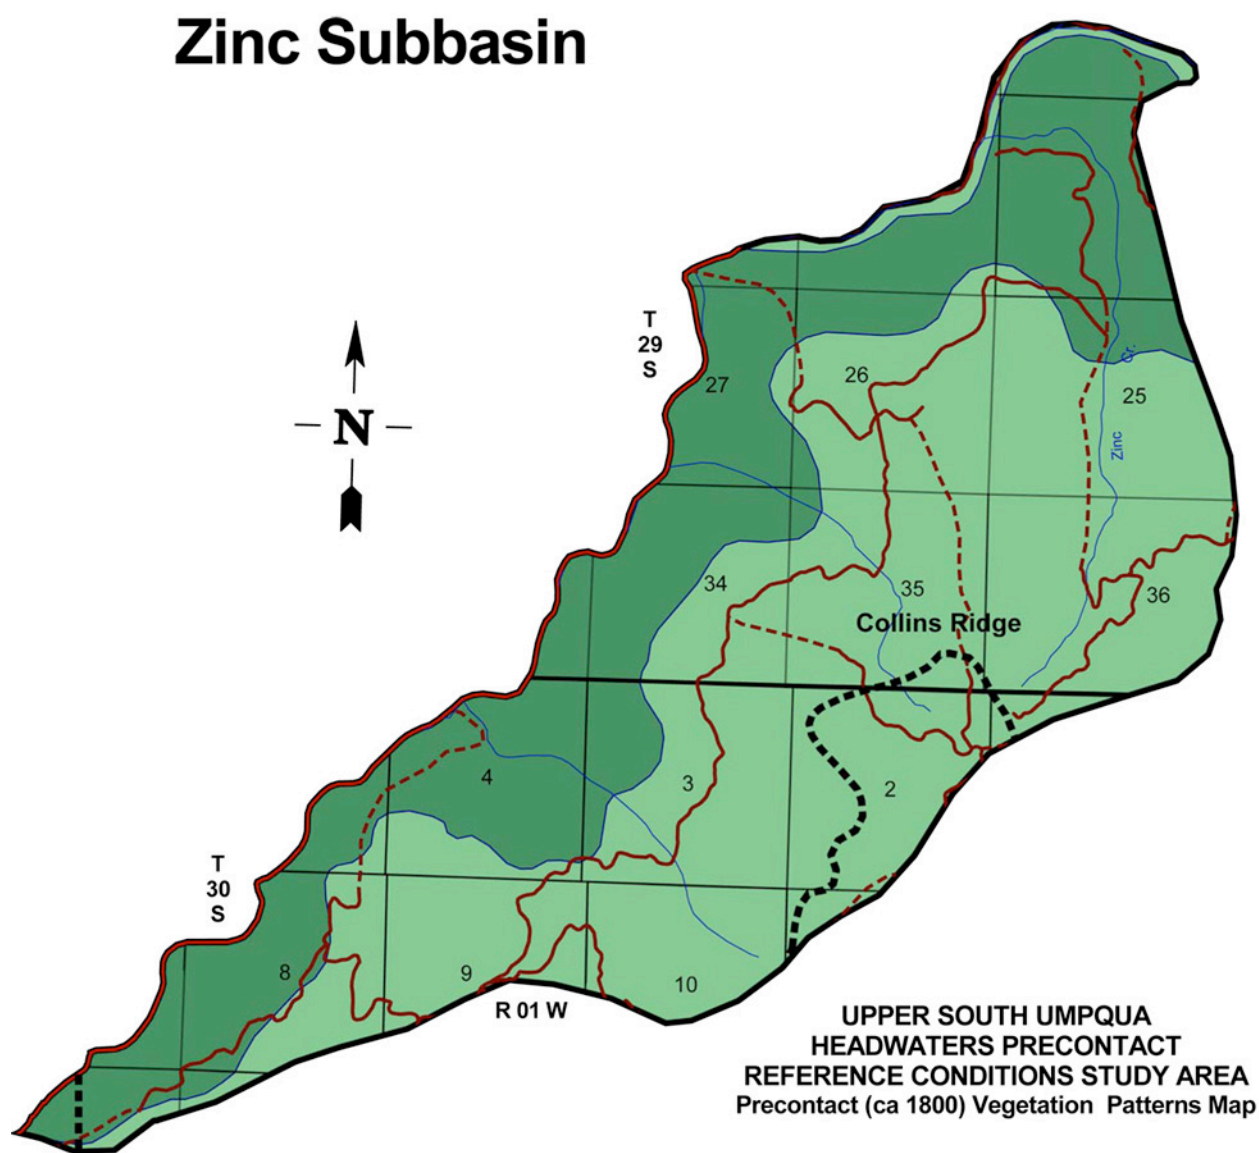 Zinc Subbasin
T
29
S
N
27
26
25
Cr.
Zinc
34
35
36
Collins Ridge
4
3
2
T
30
S
8
9
10
R 01 W
UPPER SOUTH UMPQUA
HEADWATERS PRECONTACT
REFERENCE CONDITIONS STUDY AREA
Precontact (ca 1800) Vegetation Patterns Map